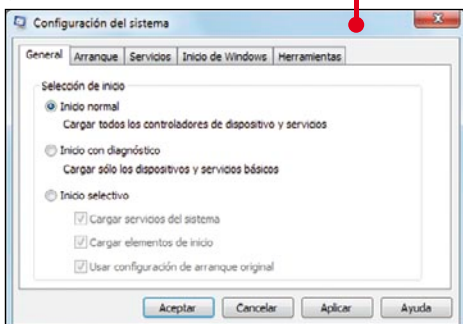 Configuración del sistema
General Arranque Servicios Inicio de Windows Herramientas
Selección de inicio
Inicio normal
Cargar todos los controladores de dispositivo y servicios
Inicio con diagnóstico
Cargar sólo los dispositivos y servicios básicos
Inicio selectivo
Cargar servicios del sistema
Cargar elementos de inicio
Usar configuración de arranque original
Aceptar Cancelar Aplicar Ayuda